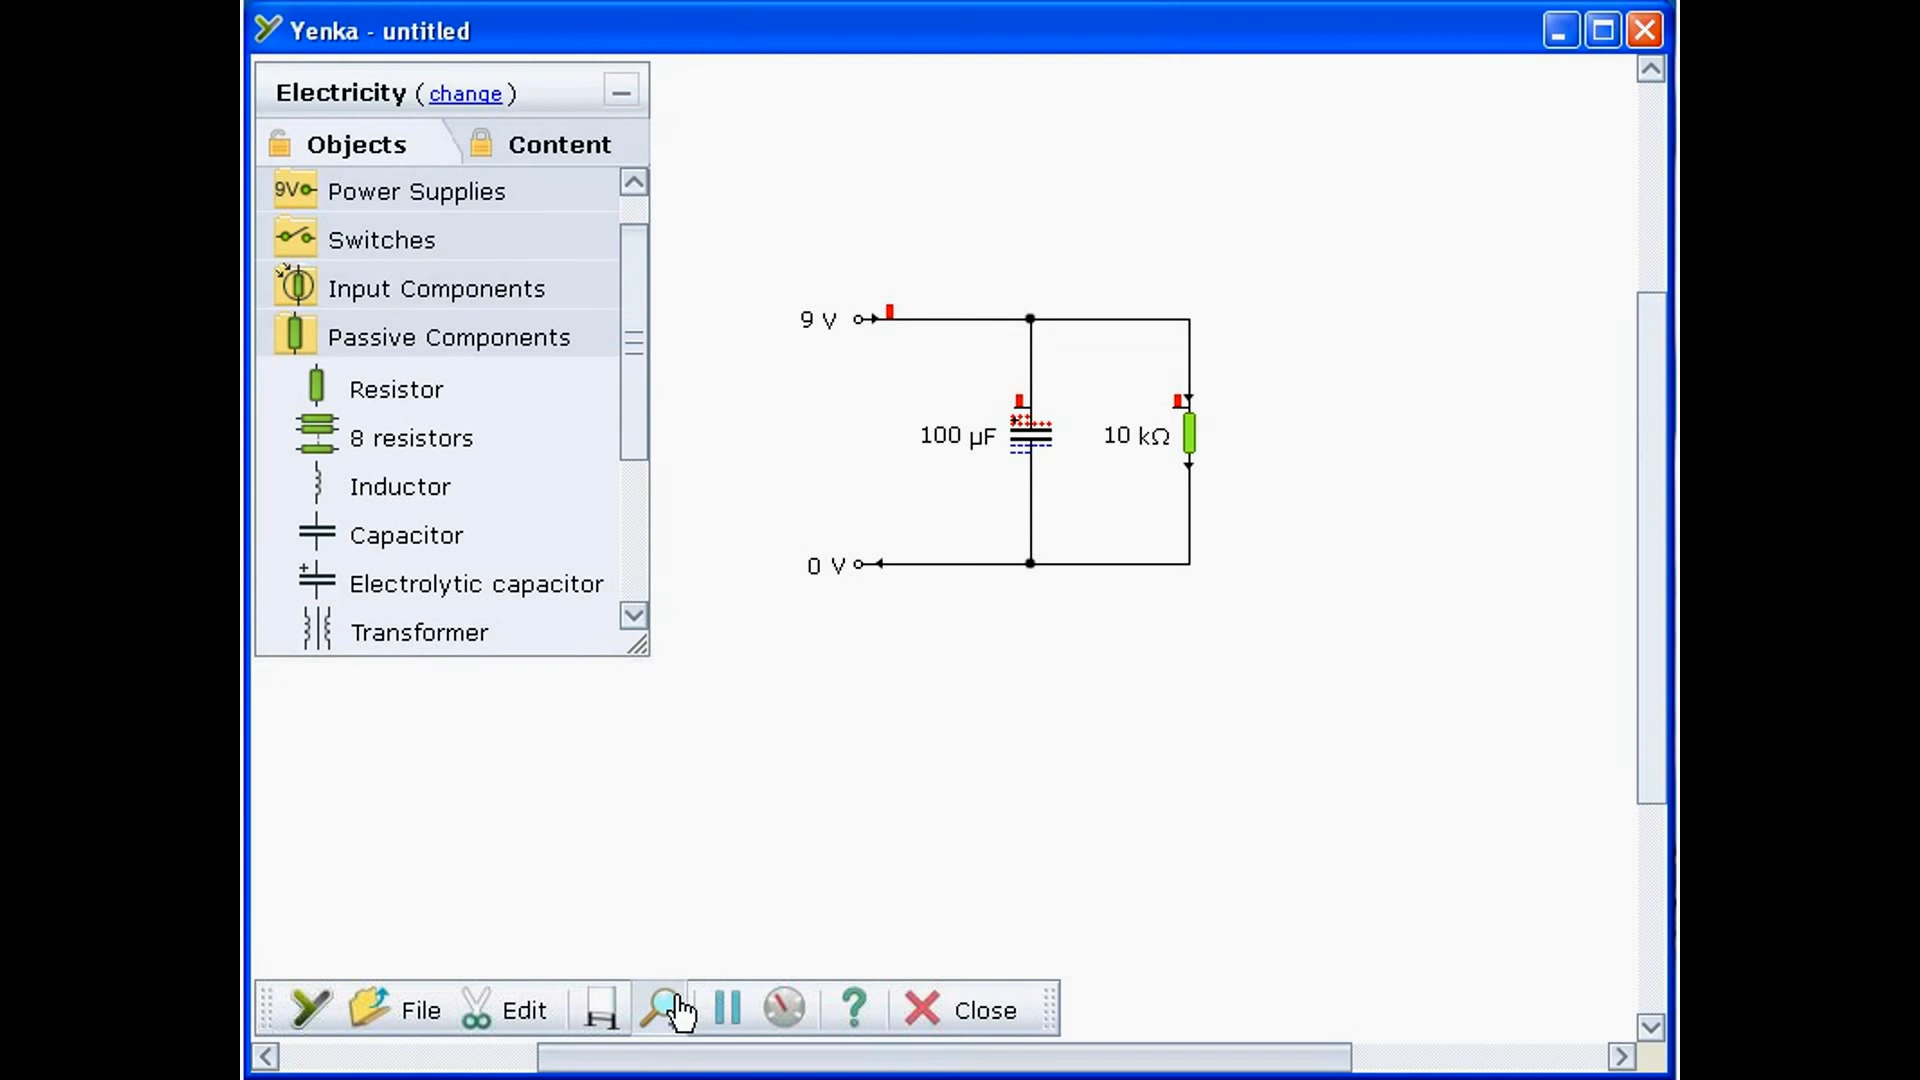 Yenka - untitled
Electricity (change)
Objects
Content
9V
Power Supplies
Switches
Input Components
Passive Components
Resistor
8 resistors
Inductor
Capacitor
Electrolytic capacitor
Transformer
9 V
100 µF
10 kΩ
0 V
File
Edit
?
Close